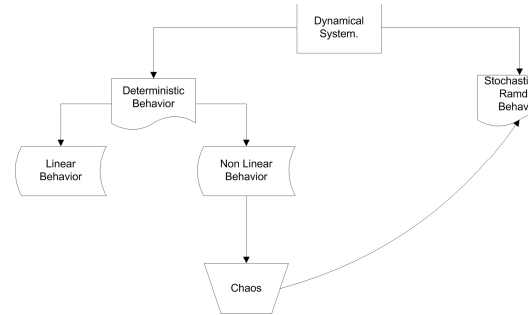 Dynamical
System.
Deterministic
Behavior
Linear
Behavior
Non Linear
Behavior
Chaos